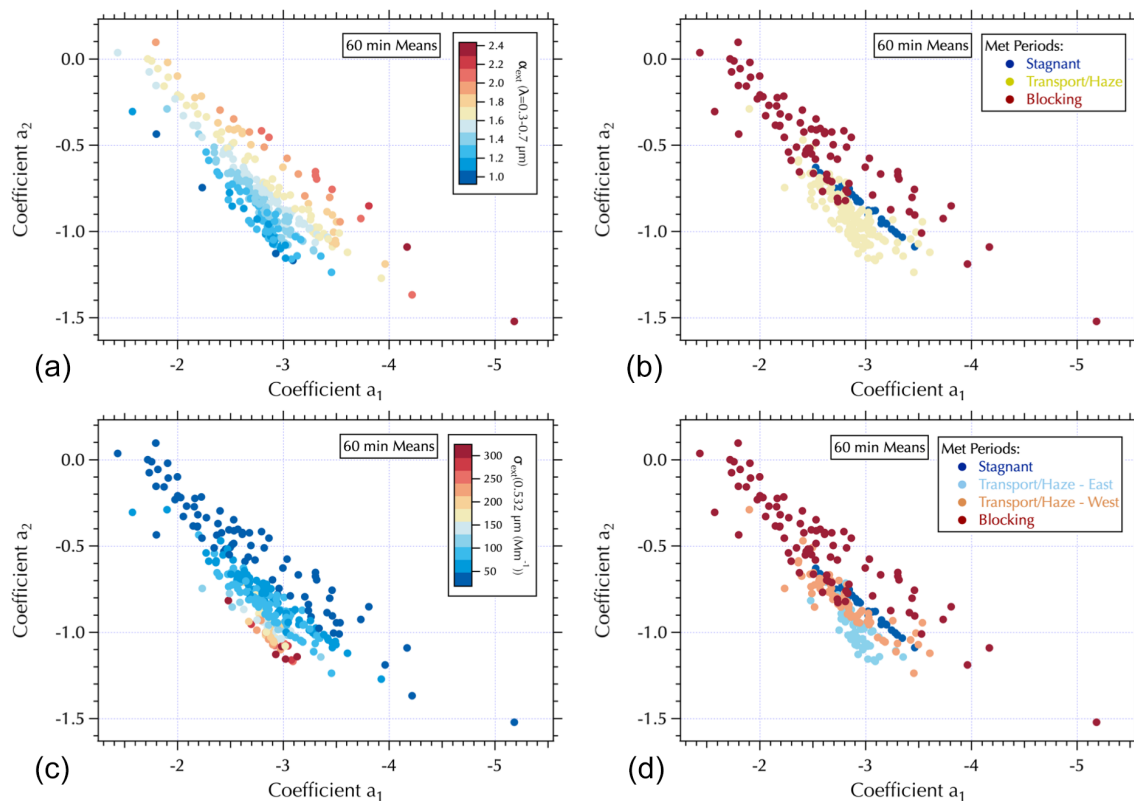 60 min Means
2.4
2.2
2.0
1.8
1.6
1.4
1.2
1.0
α_ext (λ=0.3-0.7 μm)
0.0
-0.5
-1.0
-1.5
Coefficient a₂
-2
-3
-4
-5
Coefficient a₁
(a)
60 min Means
Met Periods:
Stagnant
Transport/Haze
Blocking
0.0
-0.5
-1.0
-1.5
Coefficient a₂
-2
-3
-4
-5
Coefficient a₁
(b)
60 min Means
300
250
200
150
100
50
σ_ext(0.532 μm (Mm⁻¹))
0.0
-0.5
-1.0
-1.5
Coefficient a₂
-2
-3
-4
-5
Coefficient a₁
(c)
60 min Means
Met Periods:
Stagnant
Transport/Haze - East
Transport/Haze - West
Blocking
0.0
-0.5
-1.0
-1.5
Coefficient a₂
-2
-3
-4
-5
Coefficient a₁
(d)